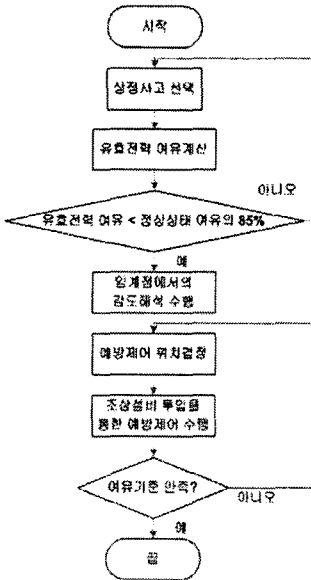 시작
상정사고 선택
유효전력 여유계산
아니오
유효전력 여유 < 정상상태 여유의 85%
예
임계점에서의
감도해석 수행
예방제어 위치결정
조상설비 투입을
통한 예방제어 수행
여유기준 만족?
아니오
예
끝